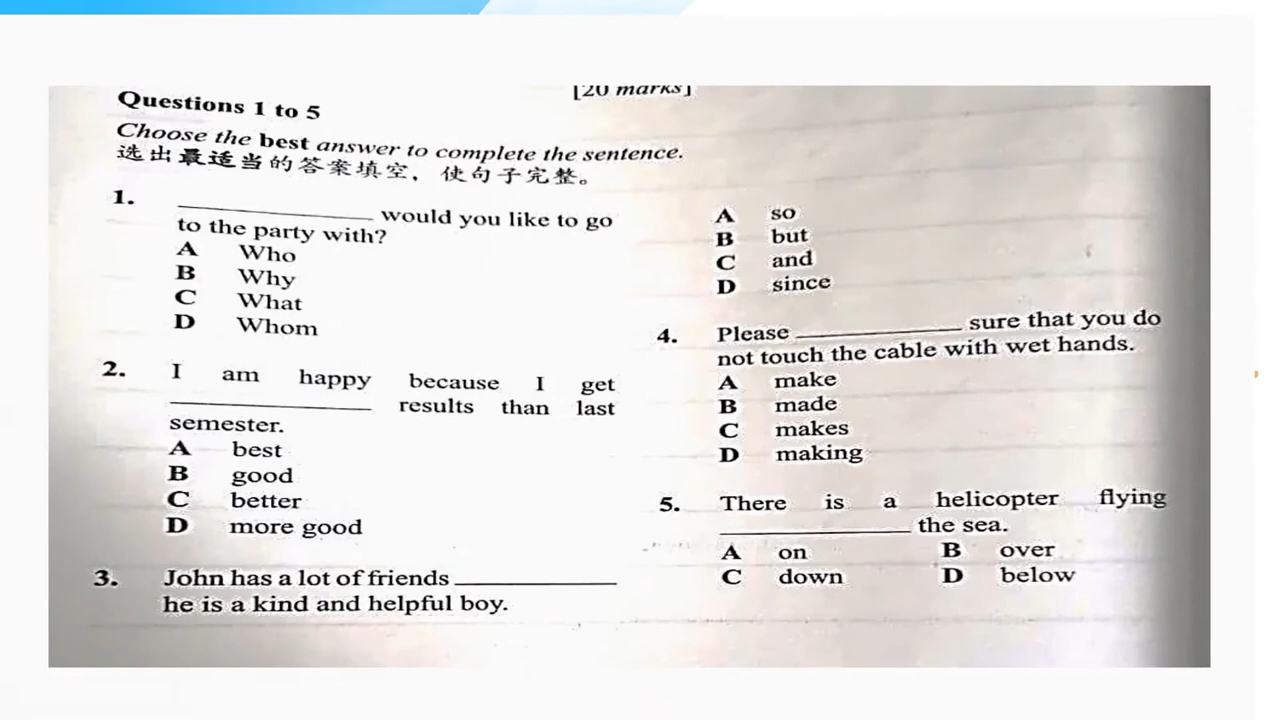 [20 marks]
Questions 1 to 5
Choose the best answer to complete the sentence.
选出最适当的答案填空，使句子完整。
1. ____________ would you like to go
to the party with?
A Who
B Why
C What
D Whom
2. I am happy because I get
____________ results than last
semester.
A best
B good
C better
D more good
3. John has a lot of friends ____________
he is a kind and helpful boy.
A so
B but
C and
D since
4. Please ____________ sure that you do
not touch the cable with wet hands.
A make
B made
C makes
D making
5. There is a helicopter flying
____________ the sea.
A on B over
C down D below